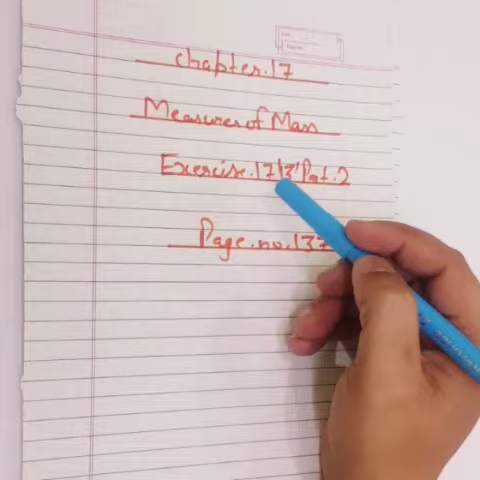 chapter.17
Measures of Mass
Exercise.17'3' Part.2
Page.no.137